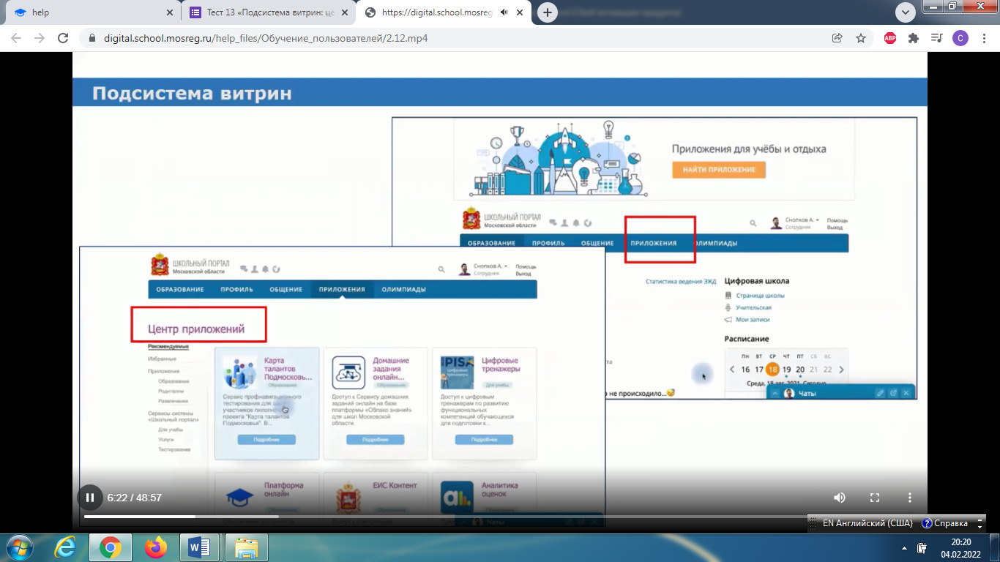 help
Тест 13 «Подсистема витрин: це
https://digital.school.mosreg
digital.school.mosreg.ru/help_files/Обучение_пользователей/2.12.mp4
ABP
C
Подсистема витрин
Приложения для учёбы и отдыха
НАЙТИ ПРИЛОЖЕНИЕ
ШКОЛЬНЫЙ ПОРТАЛ
Московской области
Снопков А.
Сотрудник
Помощь
Выход
ОБРАЗОВАНИЕ ПРОФИЛЬ ОБЩЕНИЕ ПРИЛОЖЕНИЯ ОЛИМПИАДЫ
Статистика ведения ЭЖД
Цифровая школа
Страница школы
Учительская
Мои записи
Расписание
ПН ВТ СР ЧТ ПТ СБ ВС
16 17 18 19 20 21 22
Среда, 18 авг. 2021. Сегодня
о не происходило...
Чаты
ШКОЛЬНЫЙ ПОРТАЛ
Московской области
Снопков А.
Сотрудник
Помощь
Выход
ОБРАЗОВАНИЕ ПРОФИЛЬ ОБЩЕНИЕ ПРИЛОЖЕНИЯ ОЛИМПИАДЫ
Центр приложений
Рекомендуемые
Избранные
Приложения
Образование
Родителям
Развлечения
Сервисы системы
«Школьный портал»
Для учебы
Услуги
Тестирование
Карта
талантов
Подмосковь...
Образование
Сервис профнавигационного
тестирования для
участников пилотного
проекта "Карта талантов
Подмосковья". В...
Подробнее
Домашние
задания
онлайн...
Образование
Доступ к Сервису домашних
заданий онлайн на базе
платформы «Облако знаний»
для школ Московской
области.
Подробнее
PISA
Цифровые
тренажеры
Цифровые
тренажеры
Для учебы
Доступ к цифровым
тренажерам по развитию
функциональных
компетенций обучающихся
для подготовки к...
Подробнее
Платформа
онлайн
Образование
ЕИС Контент
Образование
Аналитика
оценок
Образование
Чаты
6:22 / 48:57
EN Английский (США)
Справка
20:20
04.02.2022